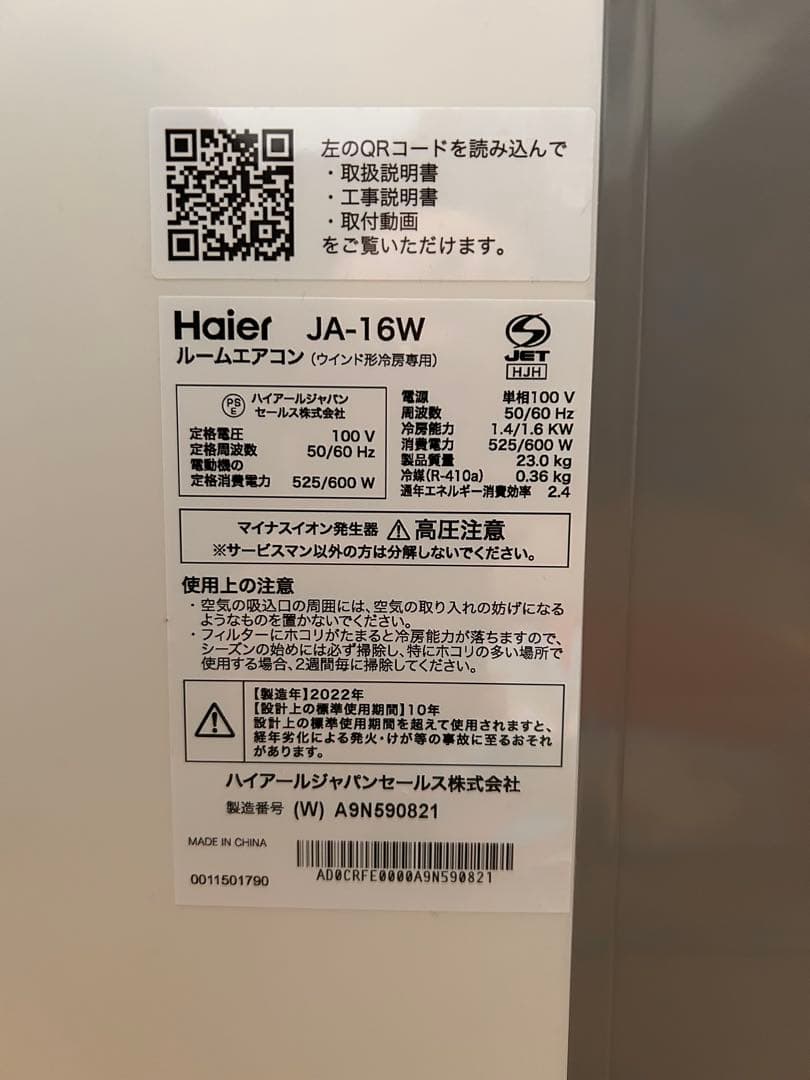 左のQRコードを読み込んで
・取扱説明書
・工事説明書
・取付動画
をご覧いただけます。
Haier JA-16W
ルームエアコン (ウインド形冷房専用)
JET
HJH
PS
E
ハイアールジャパン
セールス株式会社
定格電圧 100 V
定格周波数 50/60 Hz
電動機の
定格消費電力 525/600 W
電源 単相100 V
周波数 50/60 Hz
冷房能力 1.4/1.6 KW
消費電力 525/600 W
製品質量 23.0 kg
冷媒(R-410a) 0.36 kg
通年エネルギー消費効率 2.4
マイナスイオン発生器 高圧注意
※サービスマン以外の方は分解しないでください。
使用上の注意
・空気の吸込口の周囲には、空気の取り入れの妨げになる
ようなものを置かないでください。
・フィルターにホコリがたまると冷房能力が落ちますので、
シーズンの始めには必ず掃除し、特にホコリの多い場所で
使用する場合、2週間毎に掃除してください。
【製造年】2022年
【設計上の標準使用期間】10年
設計上の標準使用期間を超えて使用されますと、
経年劣化による発火・けが等の事故に至るおそれ
があります。
ハイアールジャパンセールス株式会社
製造番号 (W) A9N590821
MADE IN CHINA
0011501790
AD0CRFE0000A9N590821